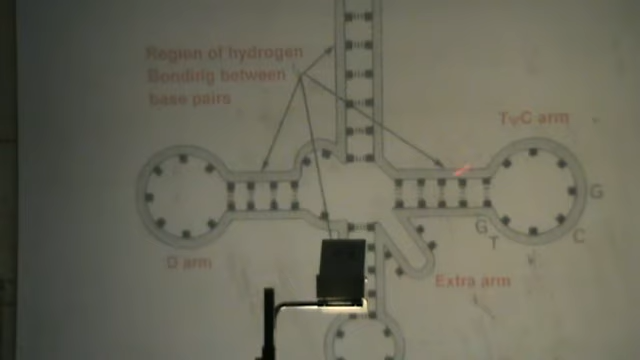 Region of hydrogen
Bonding between
base pairs
TψC arm
G
C
G
T
D arm
Extra arm